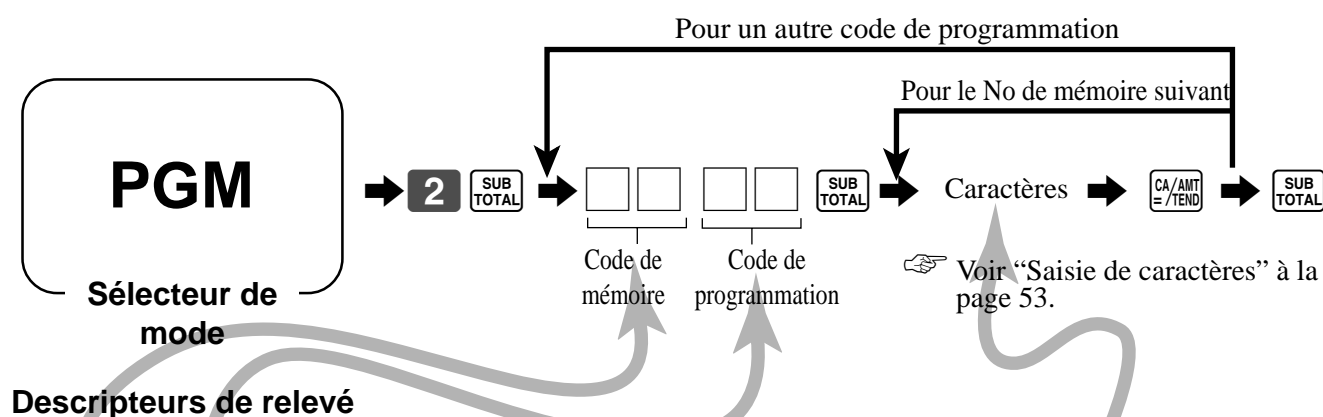 Pour un autre code de programmation
Pour le No de mémoire suivant
PGM
2
SUB
TOTAL
SUB
TOTAL
Caractères
CA/AMT
= /TEND
SUB
TOTAL
Code de
mémoire
Code de
programmation
☞ Voir “Saisie de caractères” à la
page 53.
Sélecteur de
mode
Descripteurs de relevé